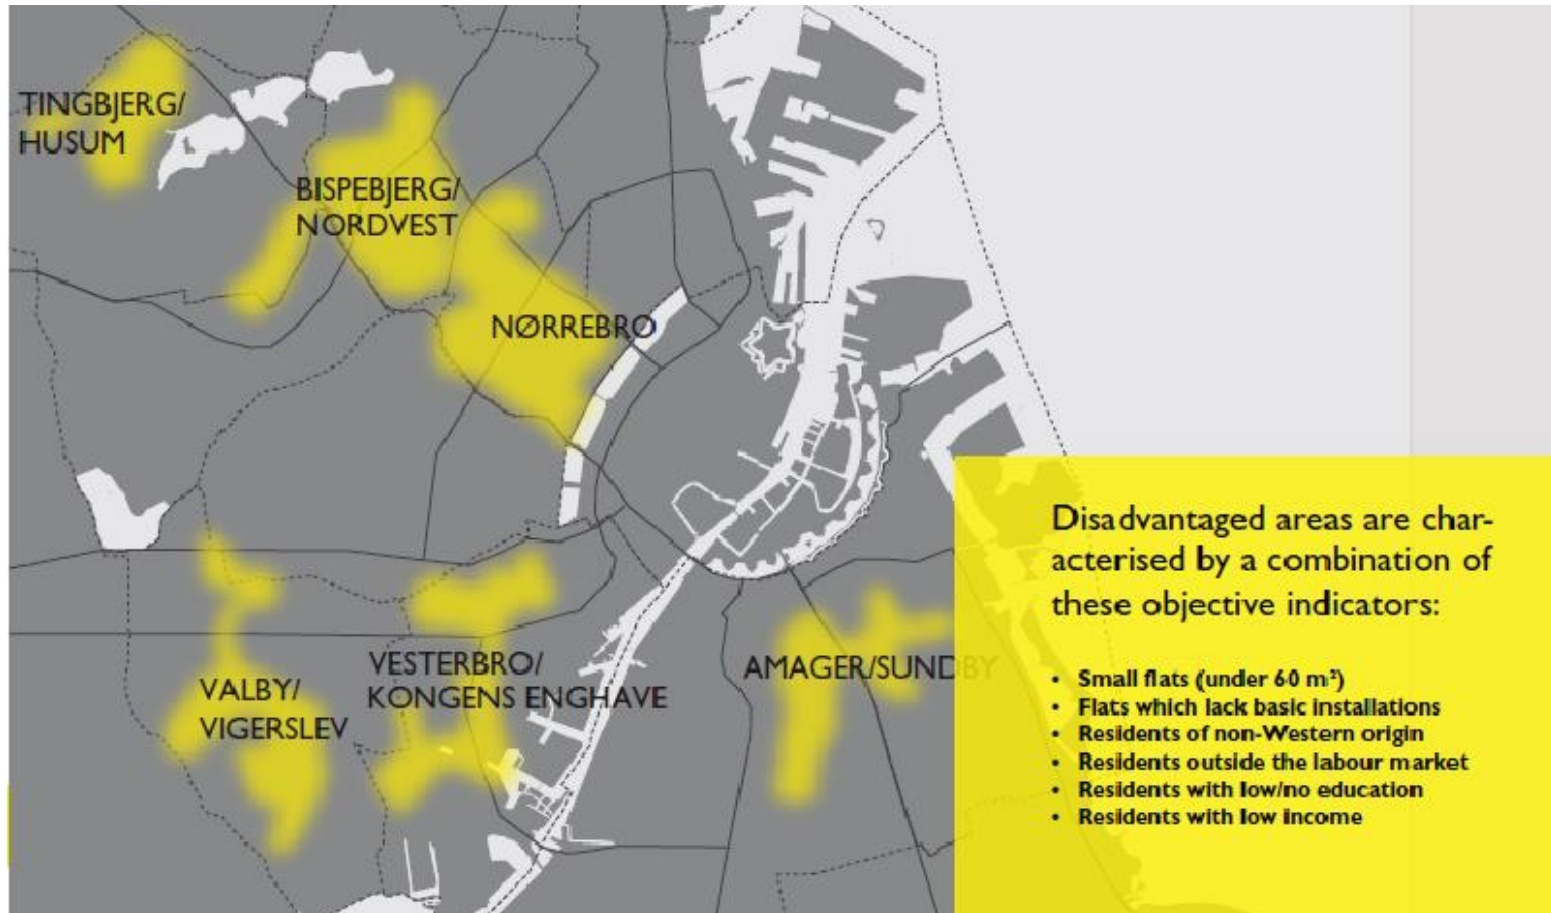 TINGBJERG/
HUSUM
BISPEBJERG/
NORDVEST
NØRREBRO
VALBY/
VIGERSLEV
VESTERBRO/
KONGENS ENGHAVE
AMAGER/SUNDBY
Disadvantaged areas are char-
acterised by a combination of
these objective indicators:
• Small flats (under 60 m²)
• Flats which lack basic installations
• Residents of non-Western origin
• Residents outside the labour market
• Residents with low/no education
• Residents with low income